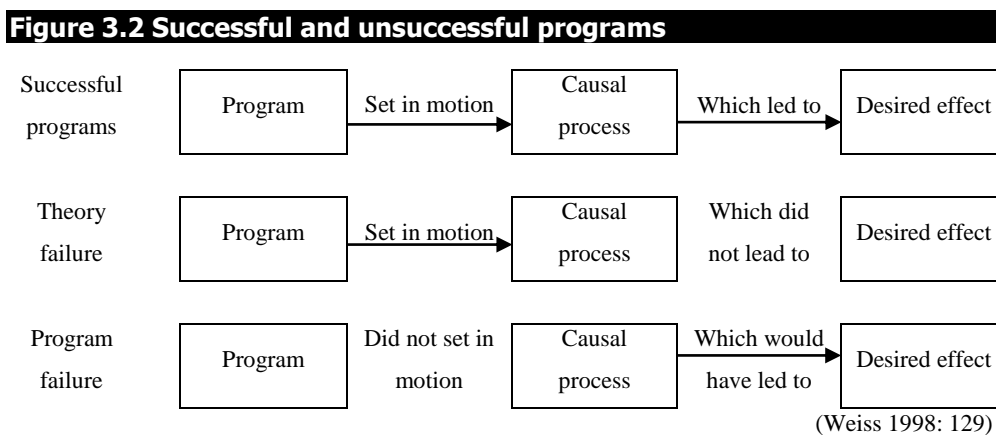 Figure 3.2 Successful and unsuccessful programs
Successful
programs
Program
Set in motion
Causal
process
Which led to
Desired effect
Theory
failure
Program
Set in motion
Causal
process
Which did
not lead to
Desired effect
Program
failure
Program
Did not set in
motion
Causal
process
Which would
have led to
Desired effect
(Weiss 1998: 129)